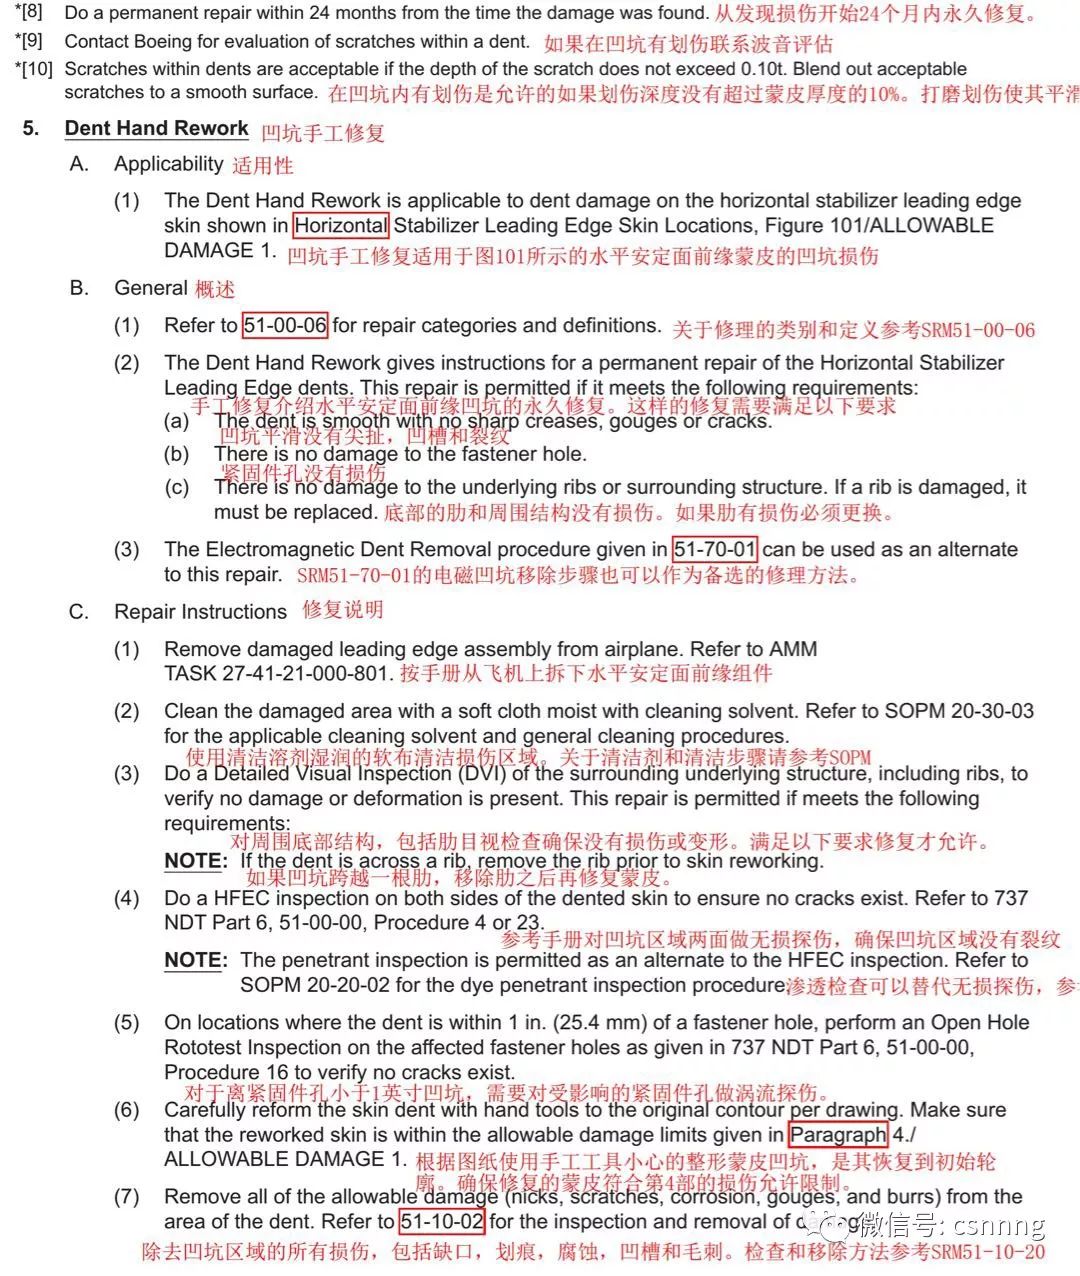 *[8] Do a permanent repair within 24 months from the time the damage was found. 从发现损伤开始24个月内永久修复。
*[9] Contact Boeing for evaluation of scratches within a dent. 如果在凹坑有划伤联系波音评估
*[10] Scratches within dents are acceptable if the depth of the scratch does not exceed 0.10t. Blend out acceptable
scratches to a smooth surface. 在凹坑内有划伤是允许的如果划伤深度没有超过蒙皮厚度的10%。打磨划伤使其平滑
5. Dent Hand Rework 凹坑手工修复
A. Applicability 适用性
(1) The Dent Hand Rework is applicable to dent damage on the horizontal stabilizer leading edge
skin shown in Horizontal Stabilizer Leading Edge Skin Locations, Figure 101/ALLOWABLE
DAMAGE 1. 凹坑手工修复适用于图101所示的水平安定面前缘蒙皮的凹坑损伤
B. General 概述
(1) Refer to 51-00-06 for repair categories and definitions. 关于修理的类别和定义参考SRM51-00-06
(2) The Dent Hand Rework gives instructions for a permanent repair of the Horizontal Stabilizer
Leading Edge dents. This repair is permitted if it meets the following requirements:
手工修复介绍水平安定面前缘凹坑的永久修复。这样的修复需要满足以下要求
(a) The dent is smooth with no sharp creases, gouges or cracks.
凹坑平滑没有尖扯，凹槽和裂纹
(b) There is no damage to the fastener hole.
紧固件孔没有损伤
(c) There is no damage to the underlying ribs or surrounding structure. If a rib is damaged, it
must be replaced. 底部的肋和周围结构没有损伤。如果肋有损伤必须更换。
(3) The Electromagnetic Dent Removal procedure given in 51-70-01 can be used as an alternate
to this repair. SRM51-70-01的电磁凹坑移除步骤也可以作为备选的修理方法。
C. Repair Instructions 修复说明
(1) Remove damaged leading edge assembly from airplane. Refer to AMM
TASK 27-41-21-000-801. 按手册从飞机上拆下水平安定面前缘组件
(2) Clean the damaged area with a soft cloth moist with cleaning solvent. Refer to SOPM 20-30-03
for the applicable cleaning solvent and general cleaning procedures.
使用清洁溶剂湿润的软布清洁损伤区域。关于清洁剂和清洁步骤请参考SOPM
(3) Do a Detailed Visual Inspection (DVI) of the surrounding underlying structure, including ribs, to
verify no damage or deformation is present. This repair is permitted if meets the following
requirements:
对周围底部结构，包括肋目视检查确保没有损伤或变形。满足以下要求修复才允许。
NOTE: If the dent is across a rib, remove the rib prior to skin reworking.
如果凹坑跨越一根肋，移除肋之后再修复蒙皮。
(4) Do a HFEC inspection on both sides of the dented skin to ensure no cracks exist. Refer to 737
NDT Part 6, 51-00-00, Procedure 4 or 23.
参考手册对凹坑区域两面做无损探伤，确保凹坑区域没有裂纹
NOTE: The penetrant inspection is permitted as an alternate to the HFEC inspection. Refer to
SOPM 20-20-02 for the dye penetrant inspection procedure 渗透检查可以替代无损探伤，参
(5) On locations where the dent is within 1 in. (25.4 mm) of a fastener hole, perform an Open Hole
Rototest Inspection on the affected fastener holes as given in 737 NDT Part 6, 51-00-00,
Procedure 16 to verify no cracks exist.
对于离紧固件孔小于1英寸凹坑，需要对受影响的紧固件孔做涡流探伤。
(6) Carefully reform the skin dent with hand tools to the original contour per drawing. Make sure
that the reworked skin is within the allowable damage limits given in Paragraph 4./
ALLOWABLE DAMAGE 1. 根据图纸使用手工工具小心的整形蒙皮凹坑，是其恢复到初始轮
廓。确保修复的蒙皮符合第4部的损伤允许限制。
(7) Remove all of the allowable damage (nicks, scratches, corrosion, gouges, and burrs) from the
area of the dent. Refer to 51-10-02 for the inspection and removal of
微信号: csnnng
除去凹坑区域的所有损伤，包括缺口，划痕，腐蚀，凹槽和毛刺。检查和移除方法参考SRM51-10-20